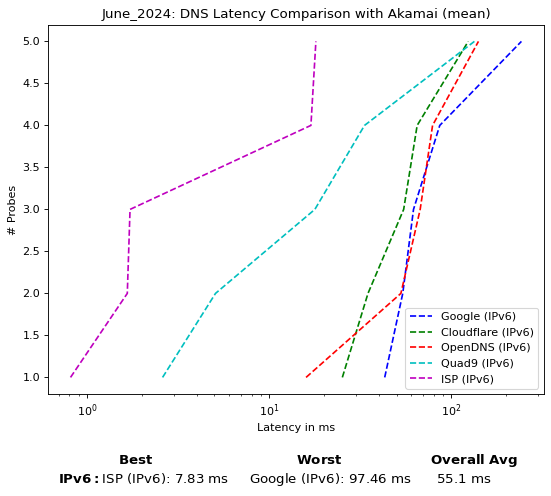 June_2024: DNS Latency Comparison with Akamai (mean)
5.0
4.5
4.0
3.5
3.0
2.5
2.0
1.5
1.0
# Probes
Google (IPv6)
Cloudflare (IPv6)
OpenDNS (IPv6)
Quad9 (IPv6)
ISP (IPv6)
10⁰ 10¹ 10²
Latency in ms
Best Worst Overall Avg
IPv6: ISP (IPv6): 7.83 ms Google (IPv6): 97.46 ms 55.1 ms